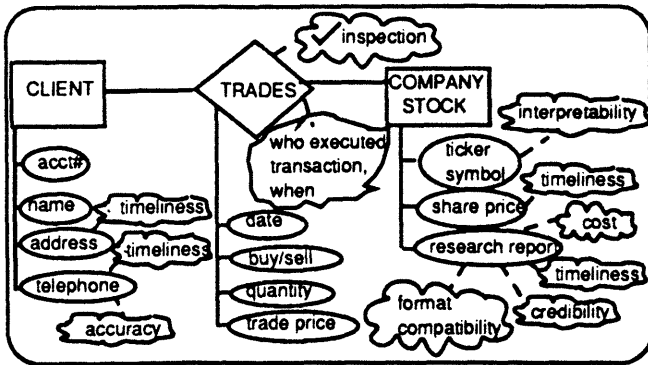 ✓ inspection
CLIENT
TRADES
COMPANY
STOCK
interpretability
acct#
who executed
transaction,
when
ticker
symbol
name
timeliness
timeliness
share price
date
cost
address
timeliness
research report
buy/sell
telephone
timeliness
quantity
format
compatibility
credibility
accuracy
trade price